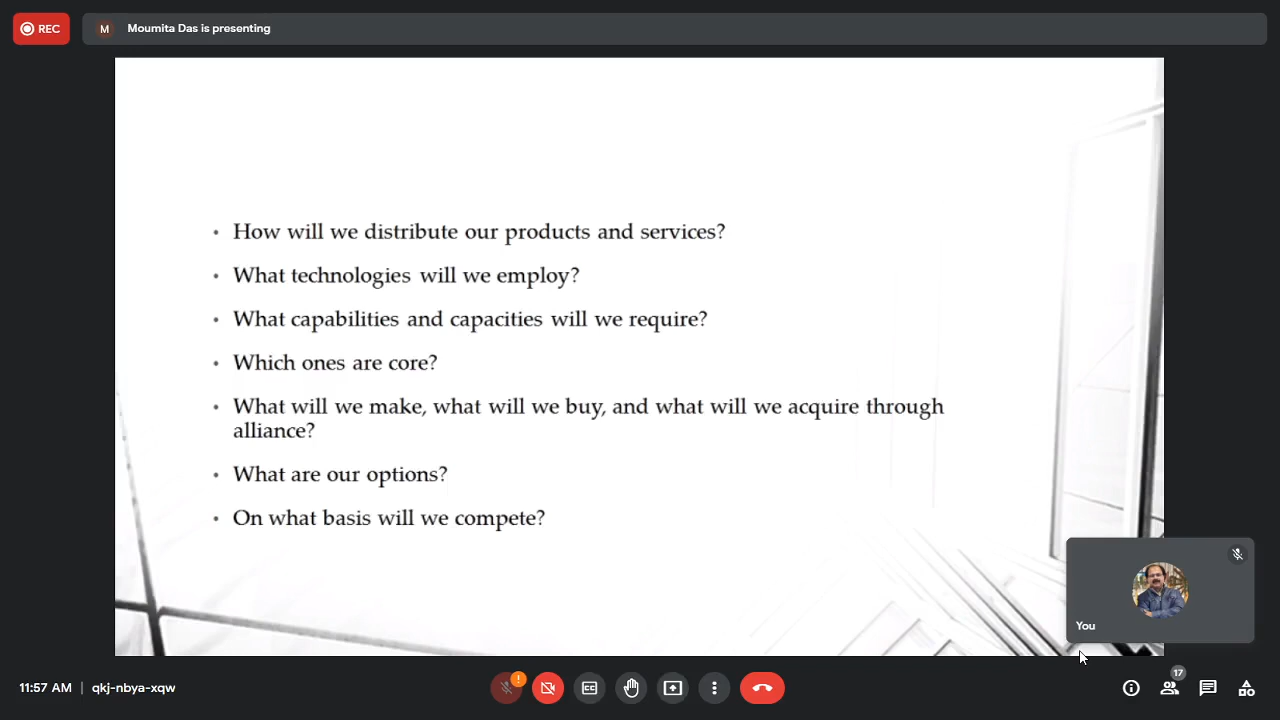 REC
M
Moumita Das is presenting
• How will we distribute our products and services?
• What technologies will we employ?
• What capabilities and capacities will we require?
• Which ones are core?
• What will we make, what will we buy, and what will we acquire through
alliance?
• What are our options?
• On what basis will we compete?
You
11:57 AM | qkj-nbya-xqw
!
CC
17